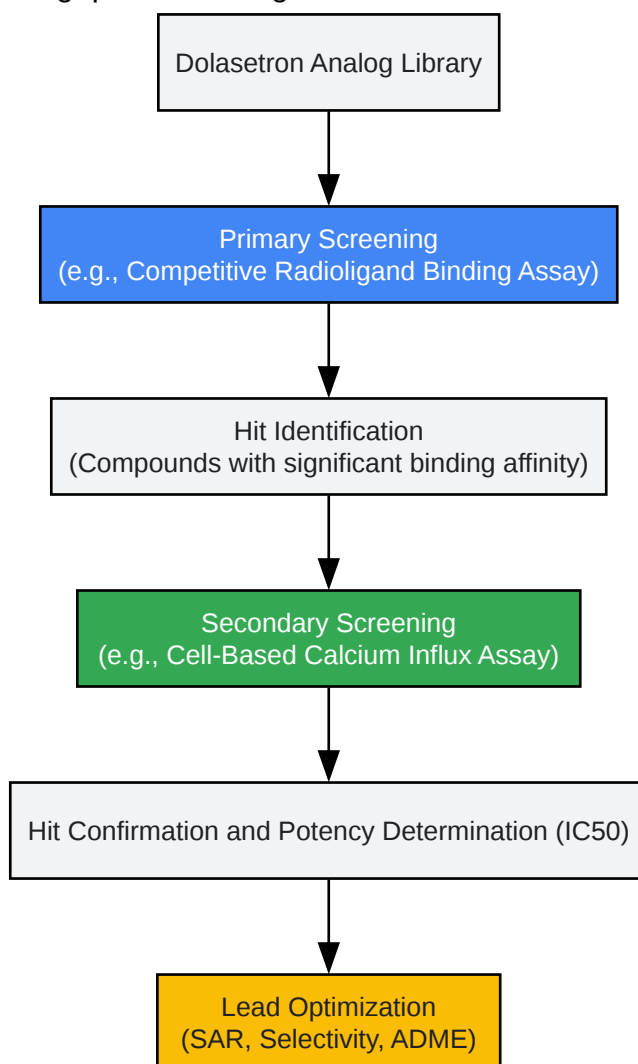 Dolasetron Analog Library
Primary Screening
(e.g., Competitive Radioligand Binding Assay)
Hit Identification
(Compounds with significant binding affinity)
Secondary Screening
(e.g., Cell-Based Calcium Influx Assay)
Hit Confirmation and Potency Determination (IC50)
Lead Optimization
(SAR, Selectivity, ADME)